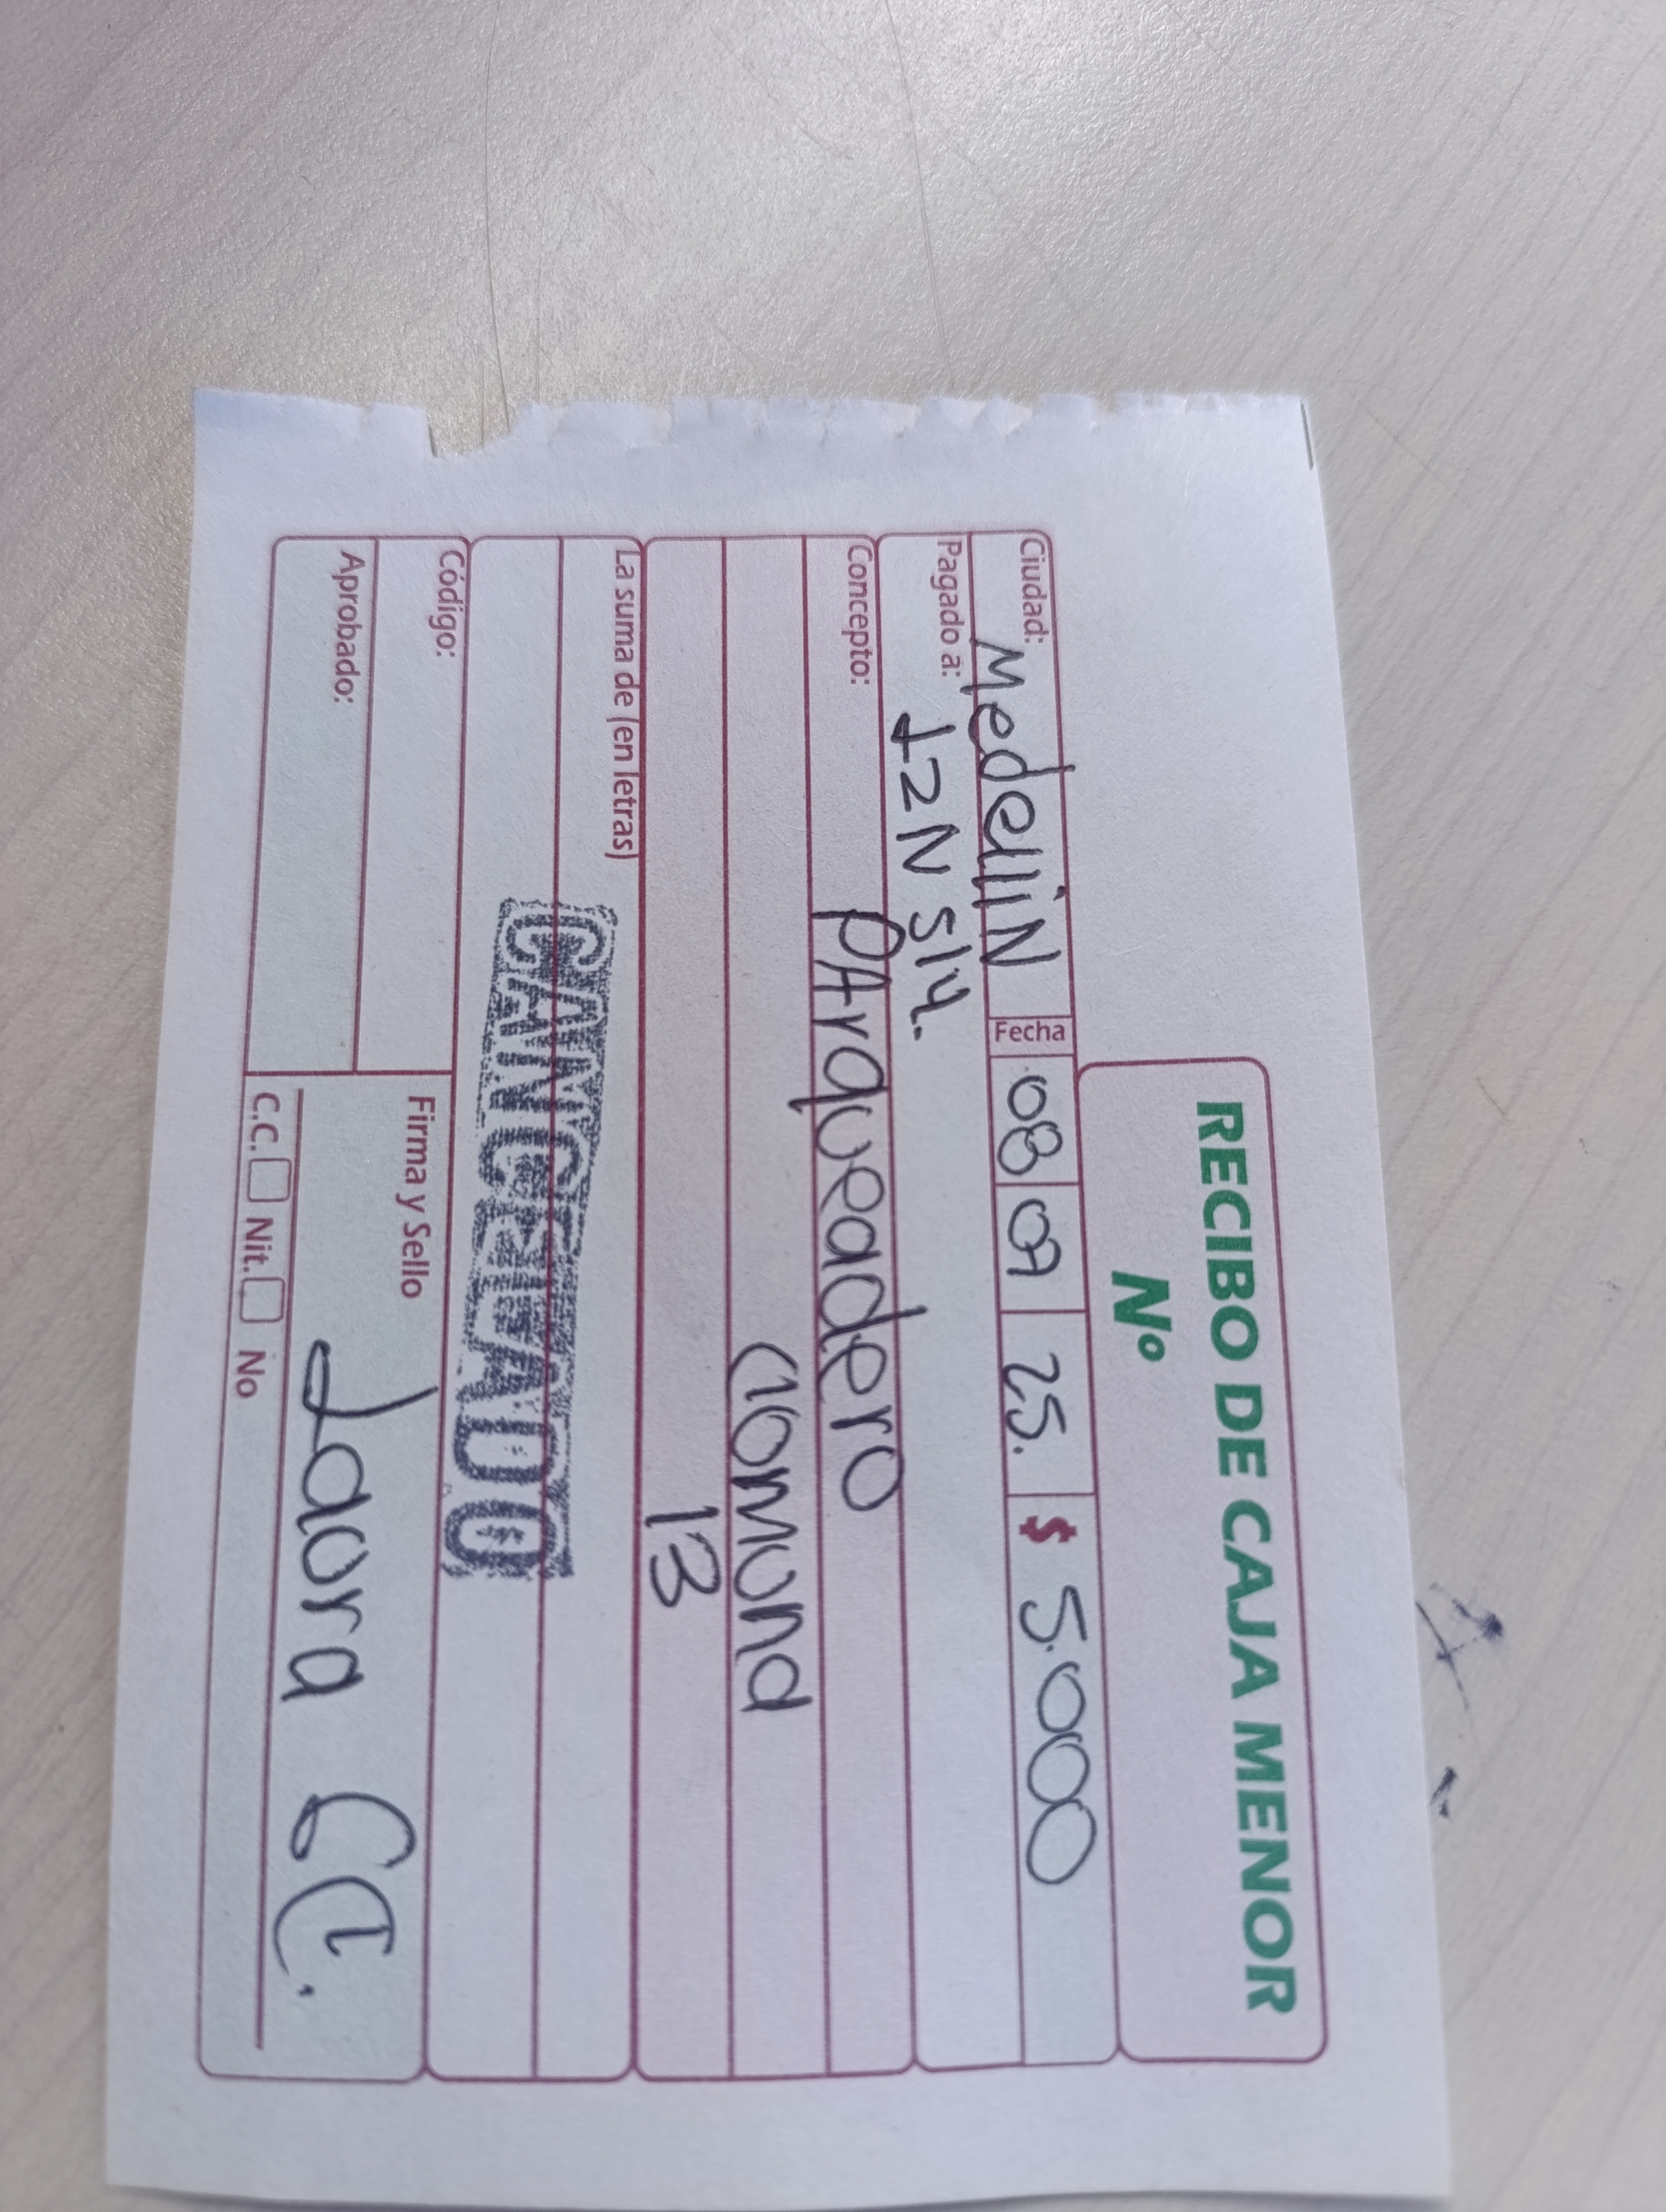 RECIBO DE CAJA MENOR
Nº
Ciudad: MedelliN Fecha 08 09 25. $ 5.000
Pagado a: JZN 514.
Concepto: PArqueadero
comuna
13
La suma de (en letras)
CANCELADO
Código:
Aprobado:
Firma y Sello Laura
C.C. Nit. No